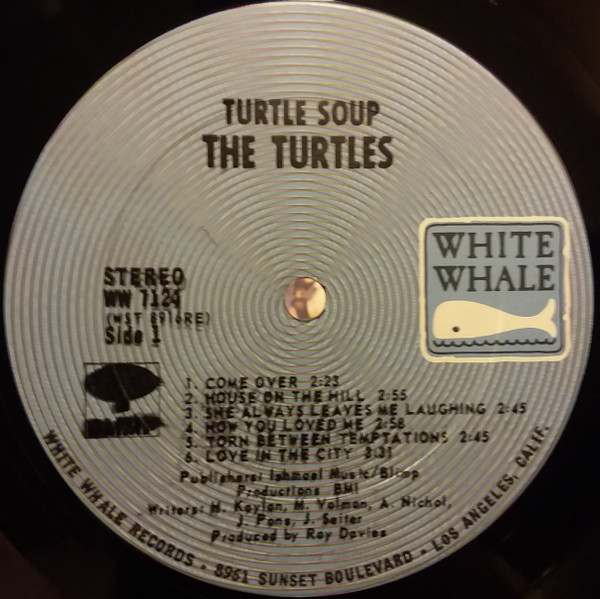 TURTLE SOUP
THE TURTLES
WHITE
WHALE
STEREO
WW 7124
(WST 8916RE)
Side 1
1. COME OVER 2:23
2. HOUSE ON THE HILL 2:55
3. SHE ALWAYS LEAVES ME LAUGHING 2:45
4. HOW YOU LOVED ME 2:58
5. TORN BETWEEN TEMPTATIONS 2:45
6. LOVE IN THE CITY 3:31
Publishers: Ishmael Music/Blimp
Productions BMI
Writers: H. Kaylan, M. Volman, A. Nichol,
J. Pons, J. Seiter
Produced by Ray Davies
WHITE WHALE RECORDS • 8961 SUNSET BOULEVARD • LOS ANGELES, CALIF.